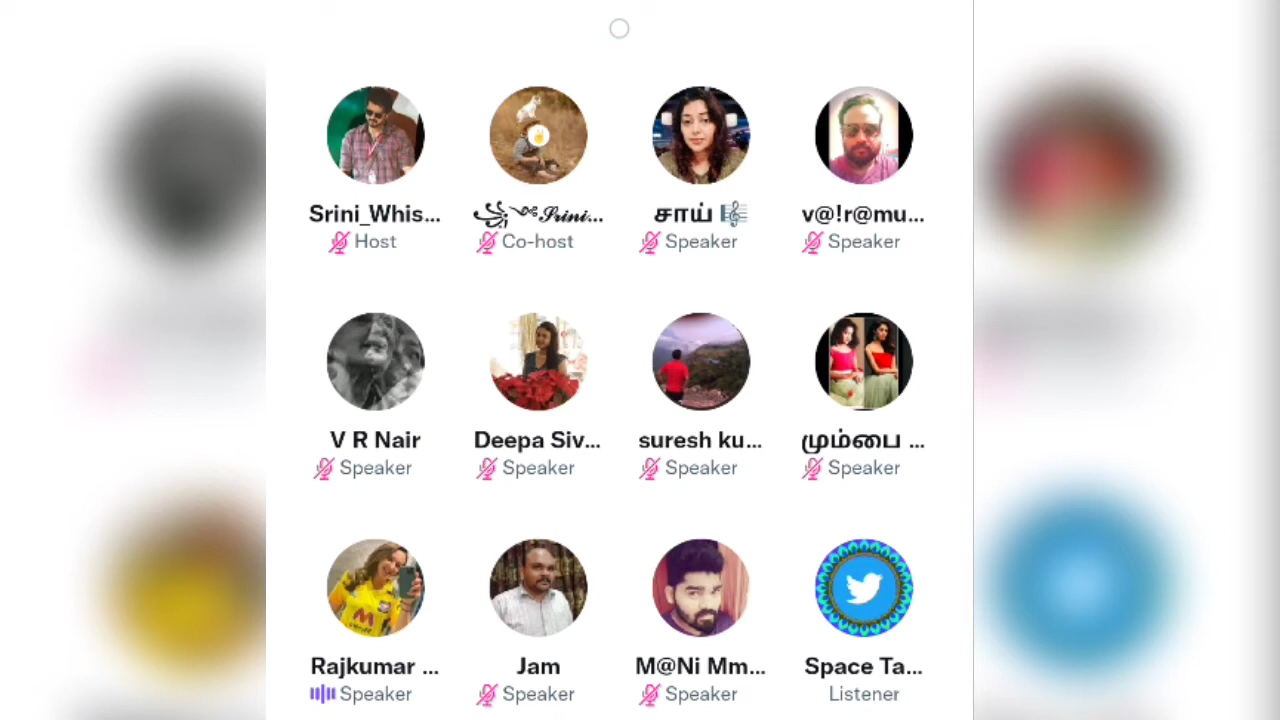 Srini_Whis... ꧁༺𝒮𝓇𝒾𝓃𝒾... சாய் 🎼 v@!r@mu...
Host Co-host Speaker Speaker
V R Nair Deepa Siv... suresh ku... மும்பை ...
Speaker Speaker Speaker Speaker
Rajkumar ... Jam M@Ni Mm... Space Ta...
Speaker Speaker Speaker Listener